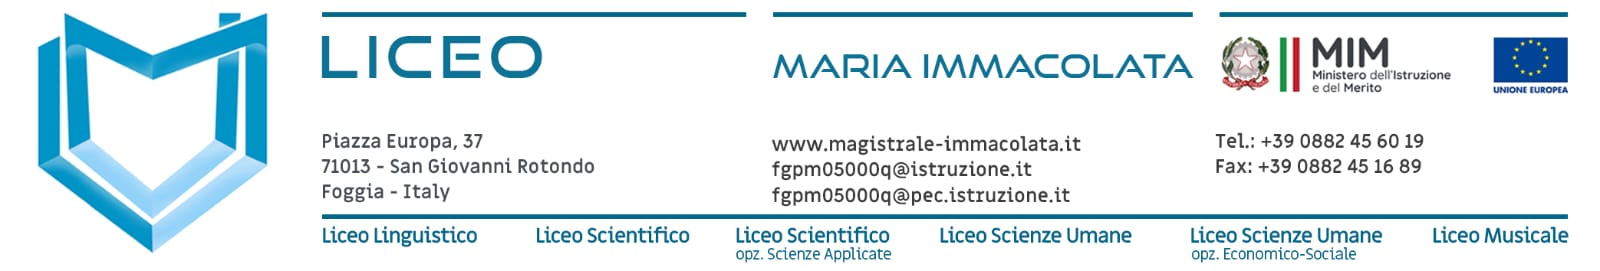 LICEO
MARIA IMMACOLATA
MIM
Ministero dell'Istruzione
e del Merito
UNIONE EUROPEA
Piazza Europa, 37
71013 - San Giovanni Rotondo
Foggia - Italy
www.magistrale-immacolata.it
fgpm05000q@istruzione.it
fgpm05000q@pec.istruzione.it
Tel.: +39 0882 45 60 19
Fax: +39 0882 45 16 89
Liceo Linguistico
Liceo Scientifico
Liceo Scientifico
opz. Scienze Applicate
Liceo Scienze Umane
Liceo Scienze Umane
opz. Economico-Sociale
Liceo Musicale